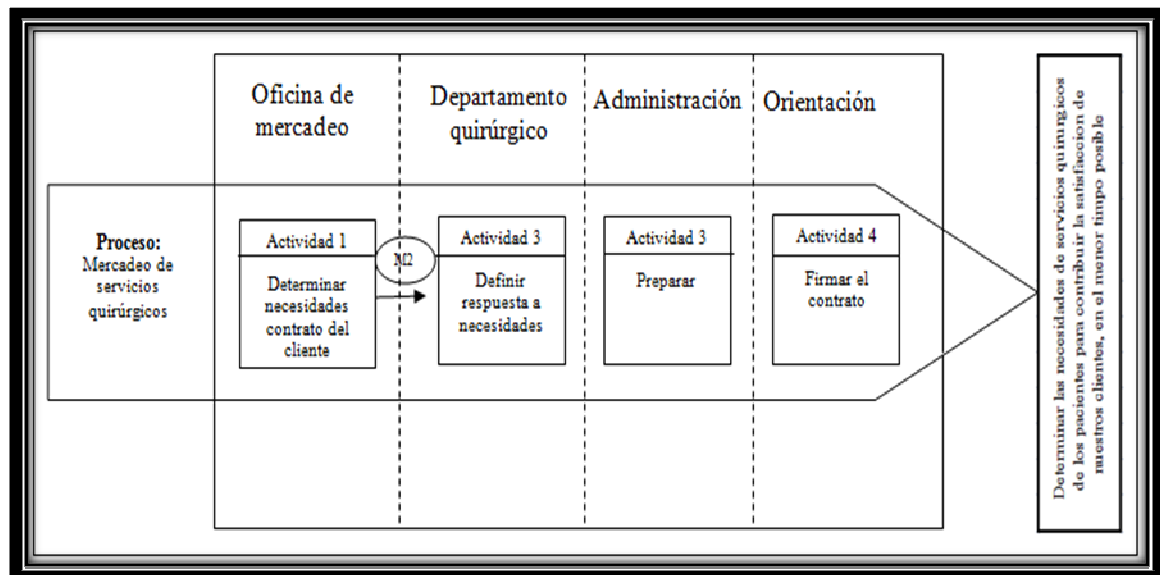 Oficina de
mercadeo
Departamento
quirúrgico
Administración
Orientación
Proceso:
Mercadeo de
servicios
quirúrgicos
Actividad 1
Determinar
necesidades
contrato del
cliente
M2
Actividad 3
Definir
respuesta a
necesidades
Actividad 3
Preparar
Actividad 4
Firmar el
contrato
Determinar las necesidades de servicios quirurgicos
de los pacientes para contribuir la satisfaccion de
nuestros clientes, en el menor timpo posible